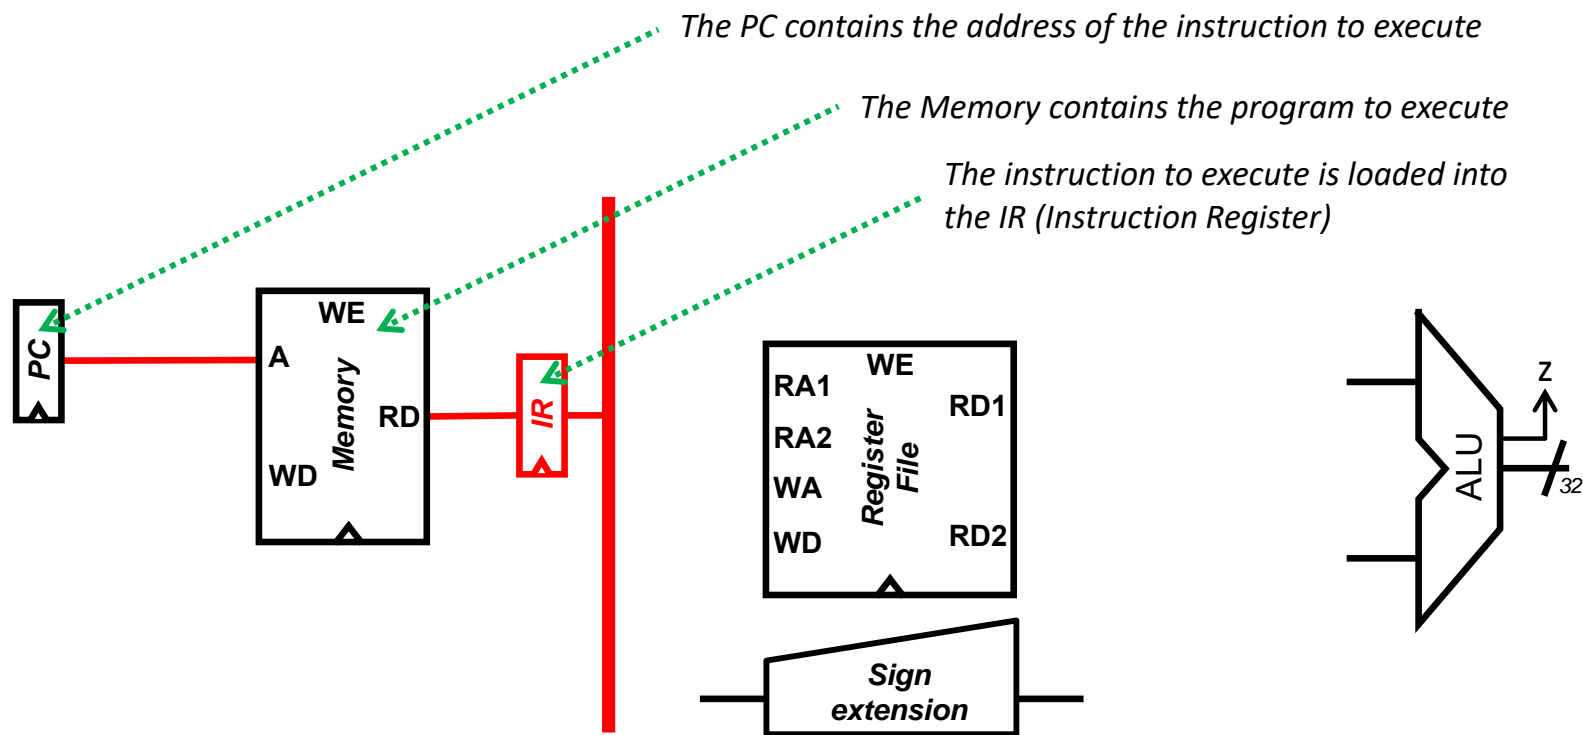 The PC contains the address of the instruction to execute
The Memory contains the program to execute
The instruction to execute is loaded into
the IR (Instruction Register)
PC
WE
A
Memory
RD
WD
IR
WE
RA1
RD1
RA2
Register
File
WA
WD
RD2
Z
ALU
32
Sign
extension